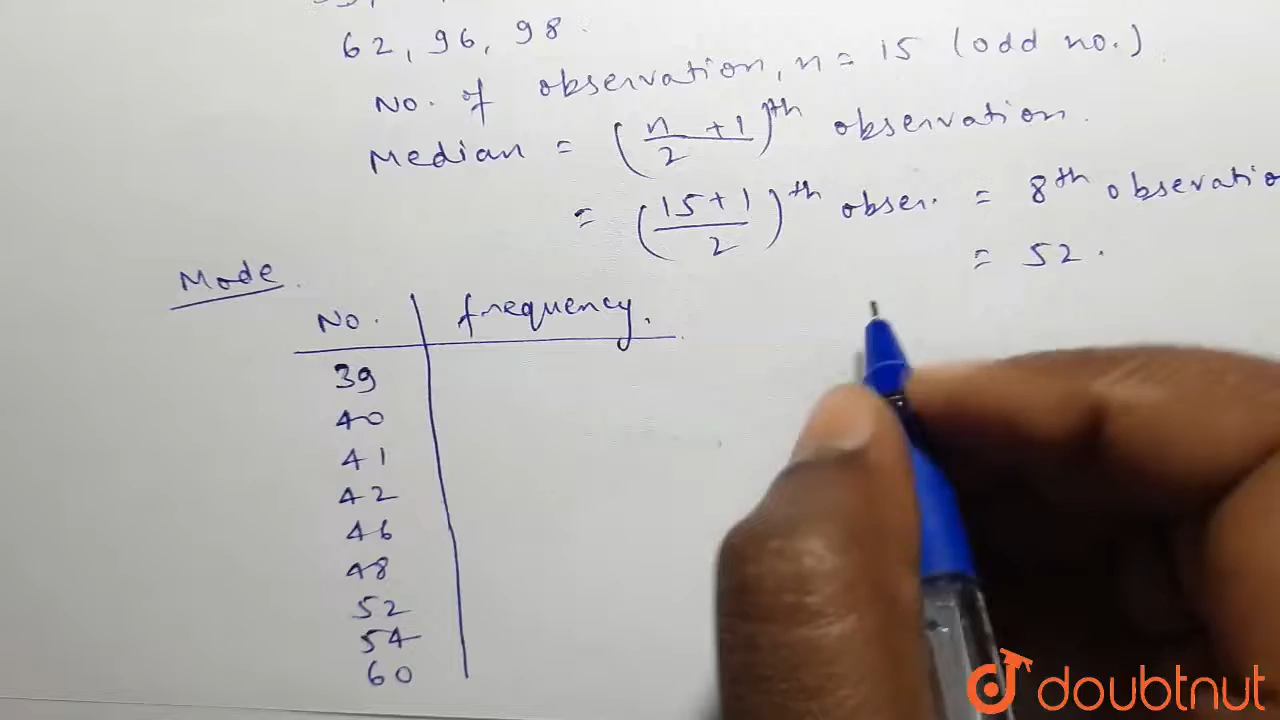 62, 96, 98.
No. of observation, n = 15 (odd no.)
Median = (n+1/2)th observation.
= (15+1/2)th obser. = 8th obsevatio
= 52.
Mode.
No. frequency.
39
40
41
42
46
48
52
54
60
doubtnut